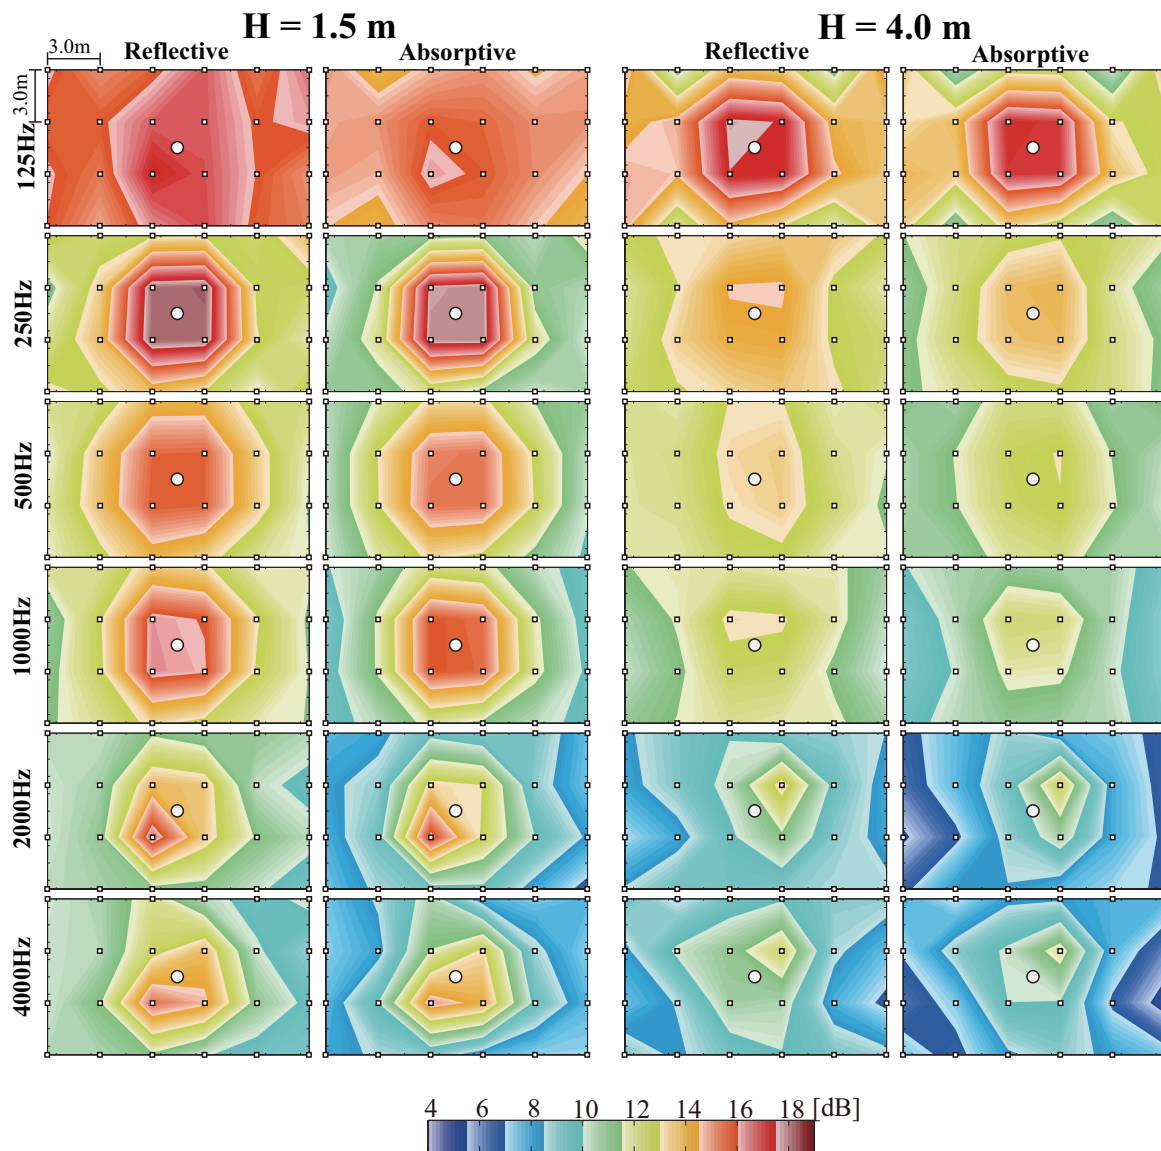 H = 1.5 m H = 4.0 m
Reflective Absorptive Reflective Absorptive
3.0m
3.0m
125Hz
250Hz
500Hz
1000Hz
2000Hz
4000Hz
4 6 8 10 12 14 16 18 [dB]